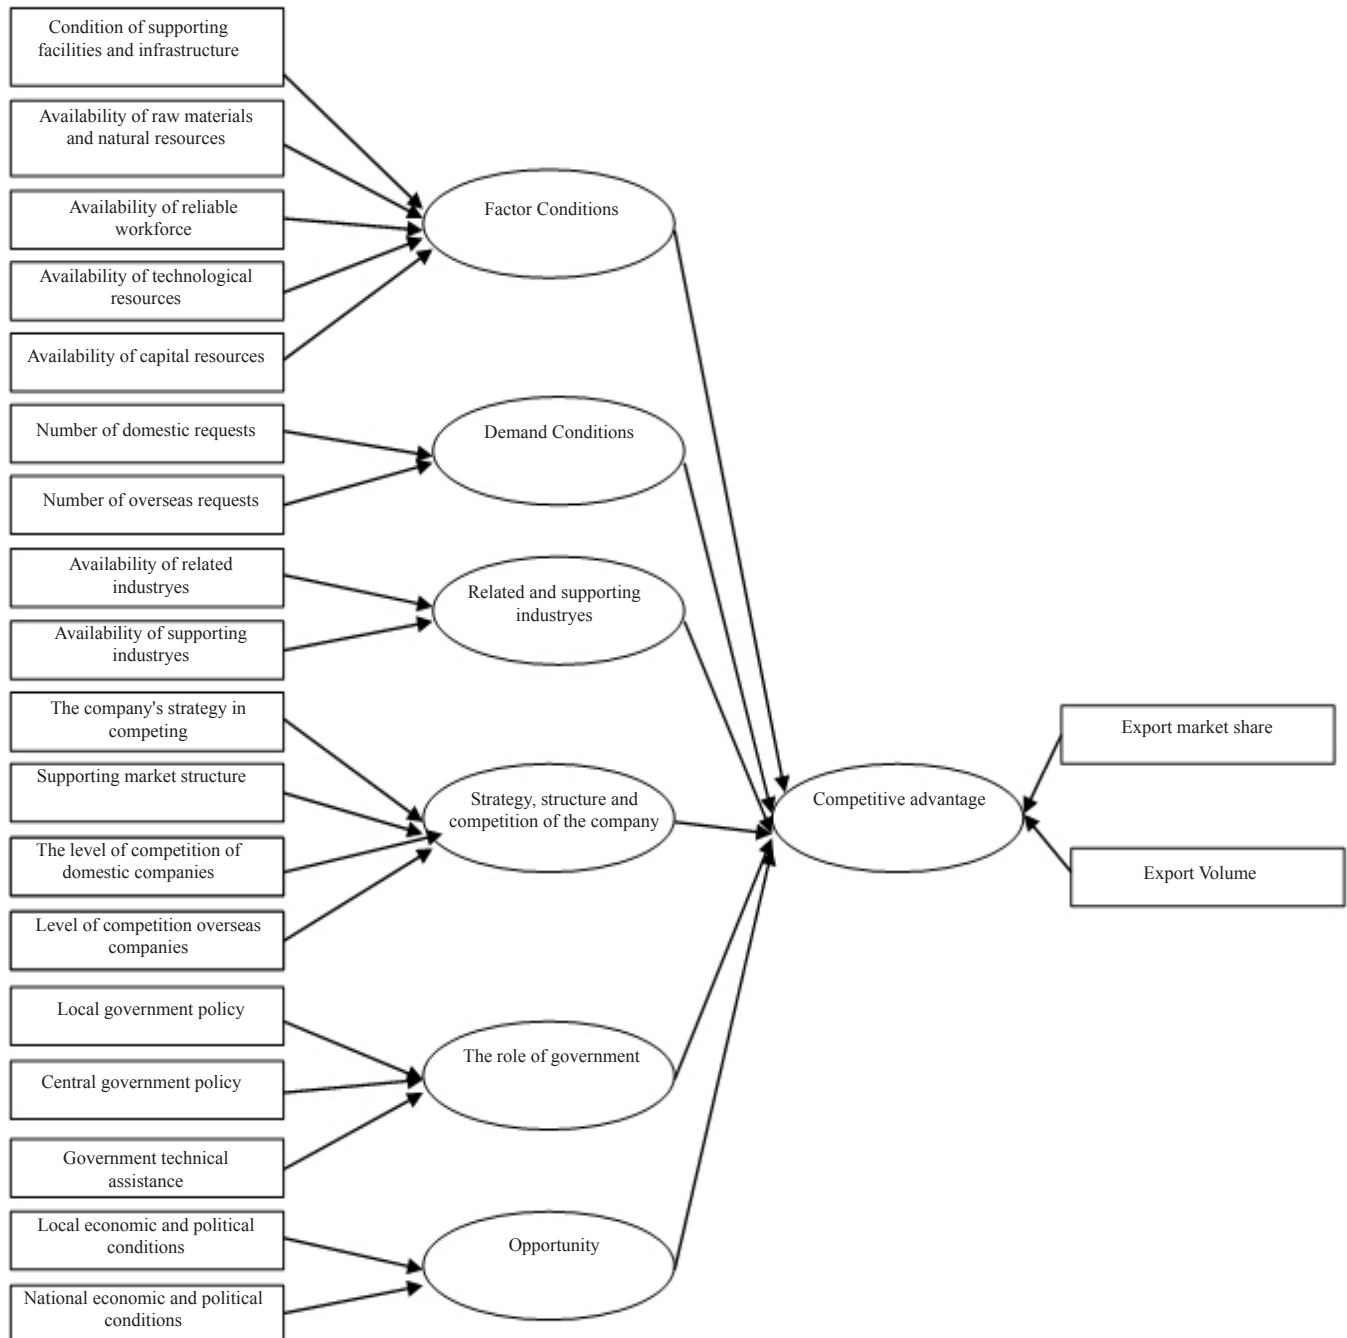 Condition of supporting
facilities and infrastructure
Availability of raw materials
and natural resources
Availability of reliable
workforce
Availability of technological
resources
Availability of capital resources
Number of domestic requests
Number of overseas requests
Availability of related
industryes
Availability of supporting
industryes
The company's strategy in
competing
Supporting market structure
The level of competition of
domestic companies
Level of competition overseas
companies
Local government policy
Central government policy
Government technical
assistance
Local economic and political
conditions
National economic and political
conditions
Factor Conditions
Demand Conditions
Related and supporting
industryes
Strategy, structure and
competition of the company
The role of government
Opportunity
Competitive advantage
Export market share
Export Volume